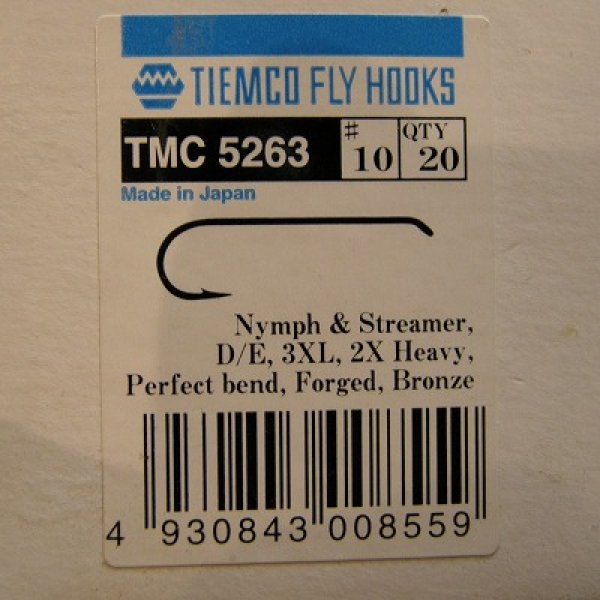 TIEMCO FLY HOOKS
TMC 5263 # 10 QTY 20
Made in Japan
Nymph & Streamer,
D/E, 3XL, 2X Heavy,
Perfect bend, Forged, Bronze
4 930843 008559